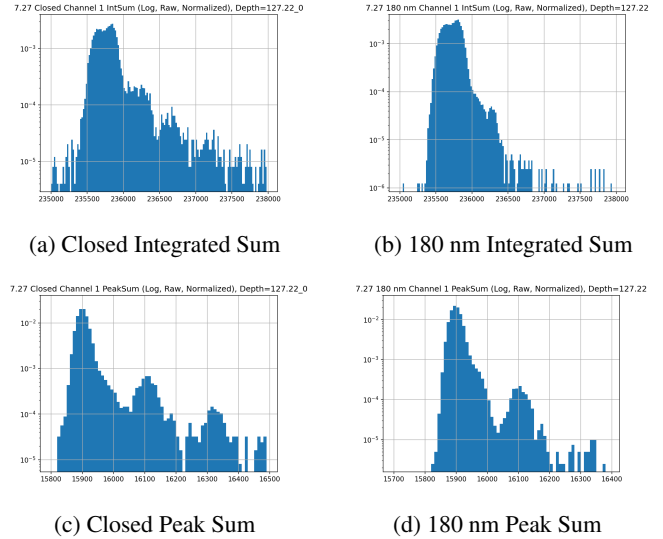 7.27 Closed Channel 1 IntSum (Log, Raw, Normalized), Depth=127.22_0
10⁻³
10⁻⁴
10⁻⁵
235000 235500 236000 236500 237000 237500 238000
(a) Closed Integrated Sum
7.27 180 nm Channel 1 IntSum (Log, Raw, Normalized), Depth=127.22
10⁻³
10⁻⁴
10⁻⁵
10⁻⁶
235000 235500 236000 236500 237000 237500 238000
(b) 180 nm Integrated Sum
7.27 Closed Channel 1 PeakSum (Log, Raw, Normalized), Depth=127.22_0
10⁻²
10⁻³
10⁻⁴
10⁻⁵
15800 15900 16000 16100 16200 16300 16400 16500
(c) Closed Peak Sum
7.27 180 nm Channel 1 PeakSum (Log, Raw, Normalized), Depth=127.22
10⁻²
10⁻³
10⁻⁴
10⁻⁵
15700 15800 15900 16000 16100 16200 16300 16400
(d) 180 nm Peak Sum